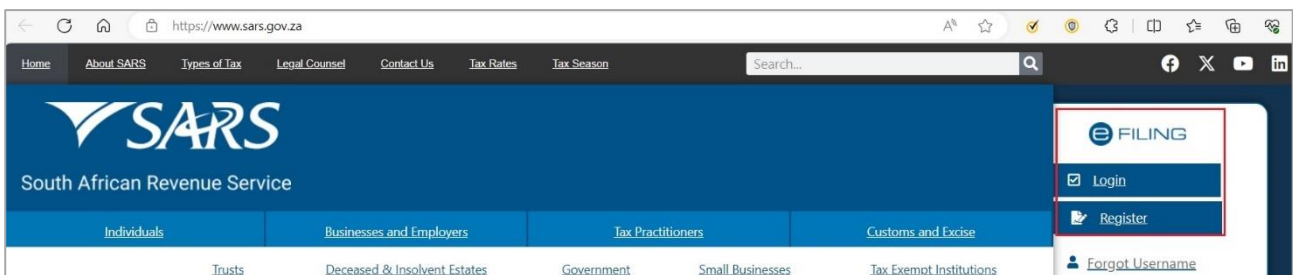 https://www.sars.gov.za
Home About SARS Types of Tax Legal Counsel Contact Us Tax Rates Tax Season Search...
SARS
South African Revenue Service
e FILING
Login
Register
Individuals Businesses and Employers Tax Practitioners Customs and Excise
Trusts Deceased & Insolvent Estates Government Small Businesses Tax Exempt Institutions
Forgot Username